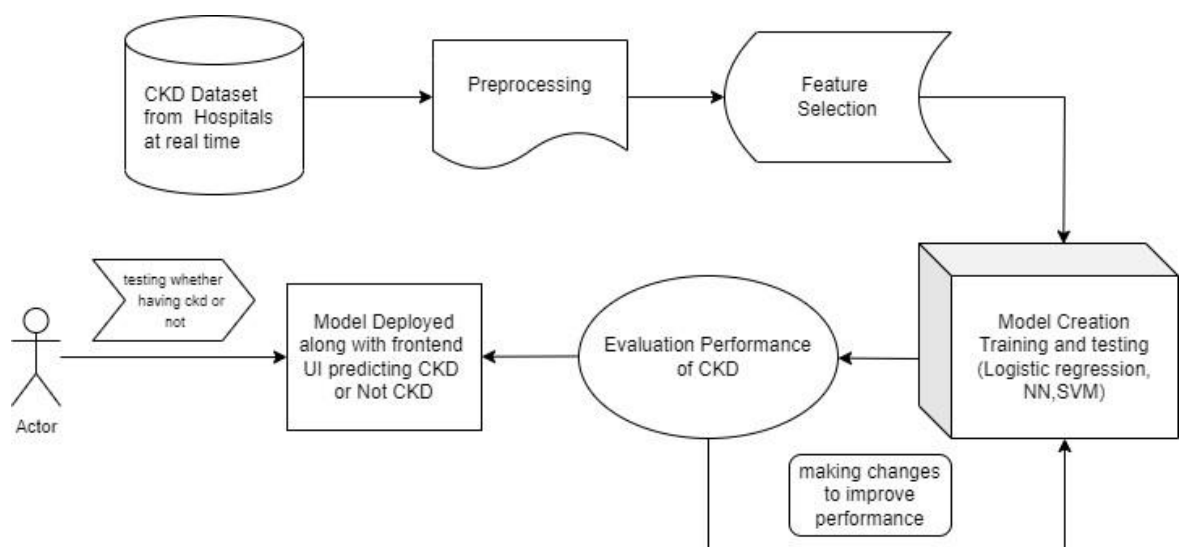 CKD Dataset
from Hospitals
at real time
Preprocessing
Feature
Selection
testing whether
having ckd or
not
Actor
Model Deployed
along with frontend
UI predicting CKD
or Not CKD
Evaluation Performance
of CKD
Model Creation
Training and testing
(Logistic regression,
NN,SVM)
making changes
to improve
performance